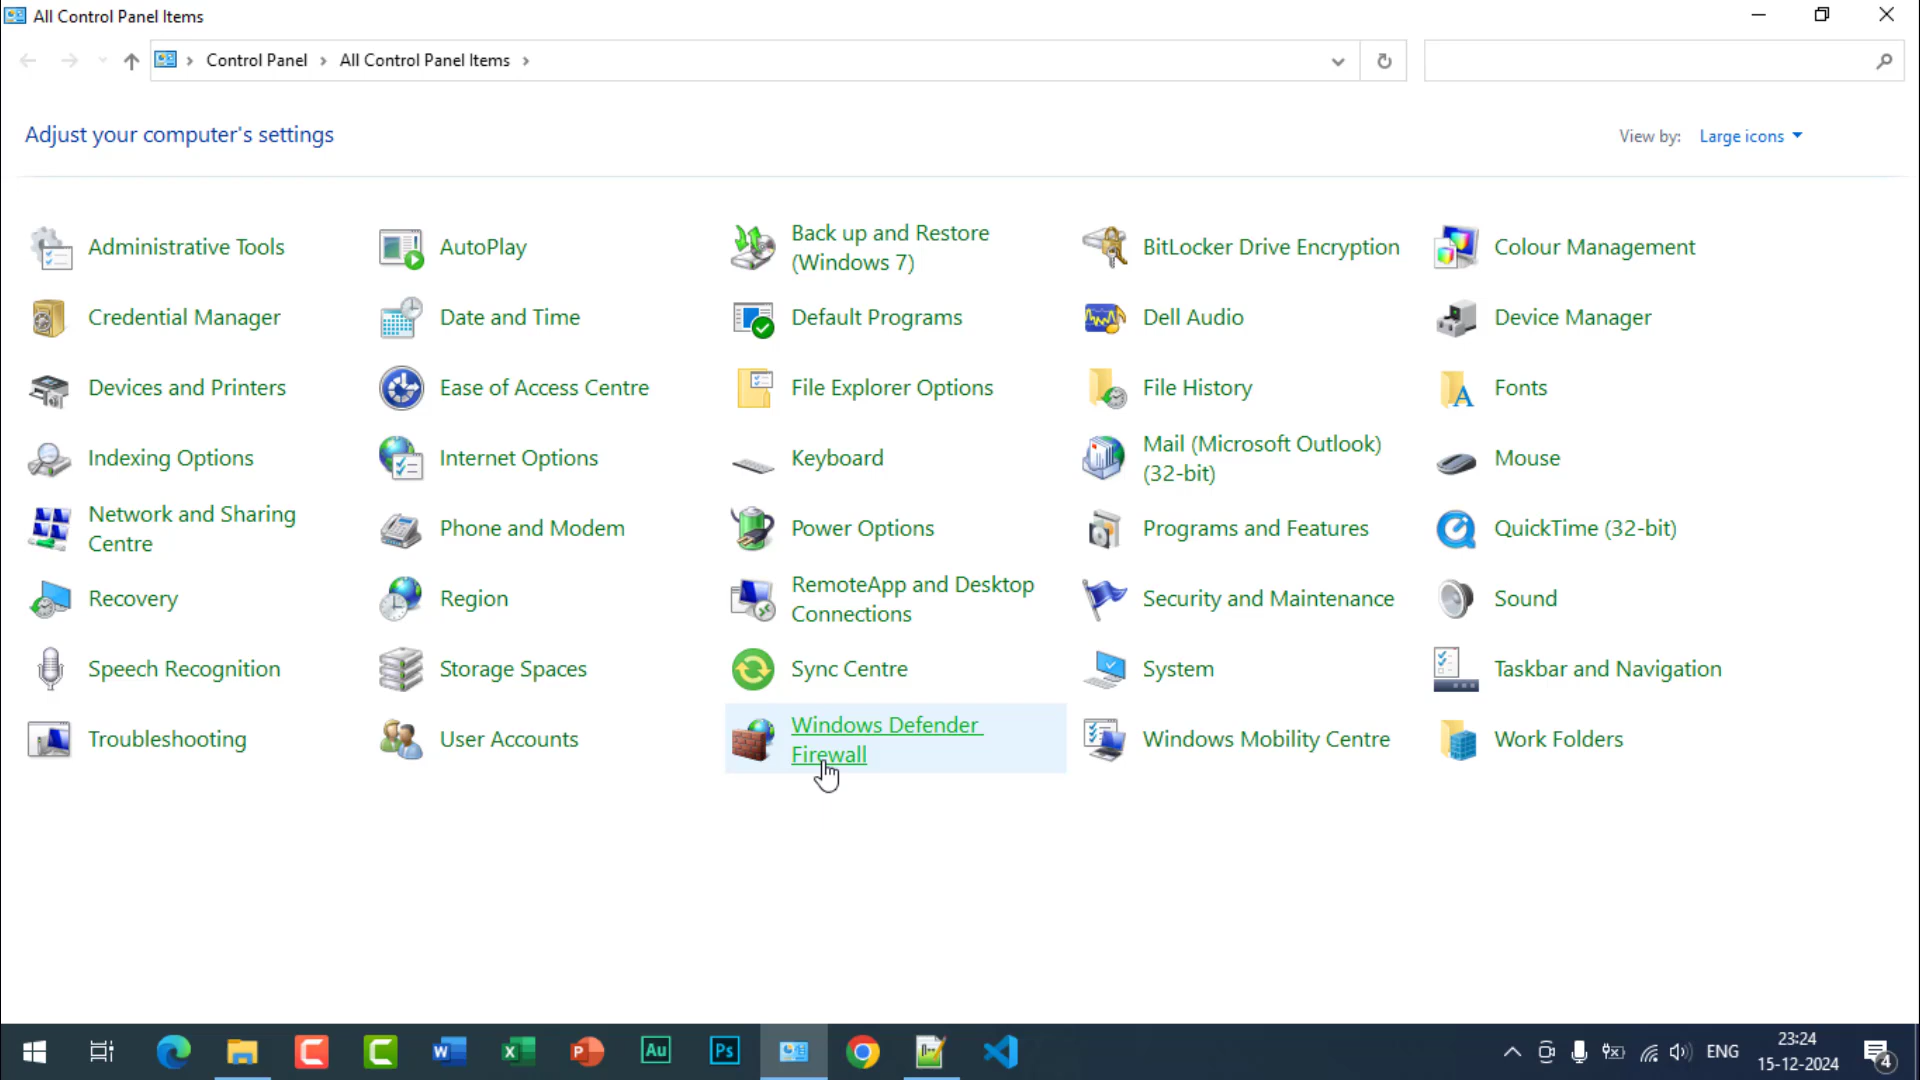 All Control Panel Items
Control Panel
All Control Panel Items
Adjust your computer's settings
View by:
Large icons
Administrative Tools
AutoPlay
Back up and Restore
(Windows 7)
BitLocker Drive Encryption
Colour Management
Credential Manager
Date and Time
Default Programs
Dell Audio
Device Manager
Devices and Printers
Ease of Access Centre
File Explorer Options
File History
Fonts
Indexing Options
Internet Options
Keyboard
Mail (Microsoft Outlook)
(32-bit)
Mouse
Network and Sharing
Centre
Phone and Modem
Power Options
Programs and Features
QuickTime (32-bit)
Recovery
Region
RemoteApp and Desktop
Connections
Security and Maintenance
Sound
Speech Recognition
Storage Spaces
Sync Centre
System
Taskbar and Navigation
Troubleshooting
User Accounts
Windows Defender
Firewall
Windows Mobility Centre
Work Folders
Au
Ps
ENG
23:24
15-12-2024
4